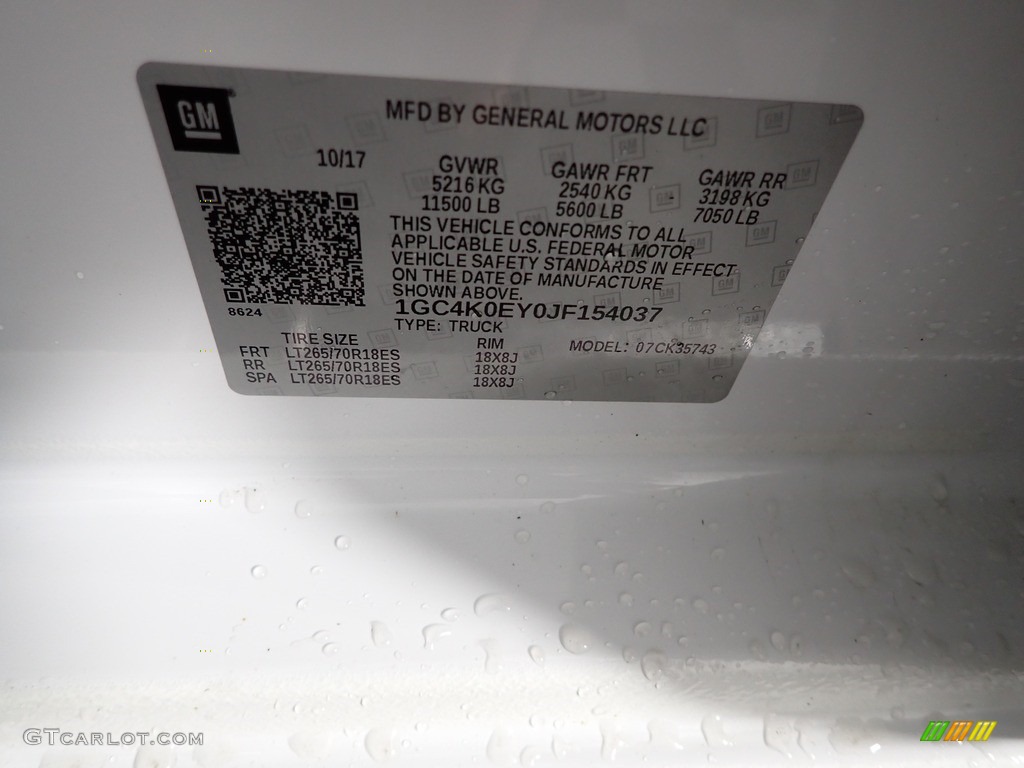 GM
MFD BY GENERAL MOTORS LLC
10/17
GVWR GAWR FRT GAWR RR
5216 KG 2540 KG 3198 KG
11500 LB 5600 LB 7050 LB
THIS VEHICLE CONFORMS TO ALL
APPLICABLE U.S. FEDERAL MOTOR
VEHICLE SAFETY STANDARDS IN EFFECT
ON THE DATE OF MANUFACTURE
SHOWN ABOVE.
8624
1GC4K0EY0JF154037
TYPE: TRUCK
TIRE SIZE RIM MODEL: 07CK35743
FRT LT265/70R18ES 18X8J
RR LT265/70R18ES 18X8J
SPA LT265/70R18ES 18X8J
GTCARLOT.COM